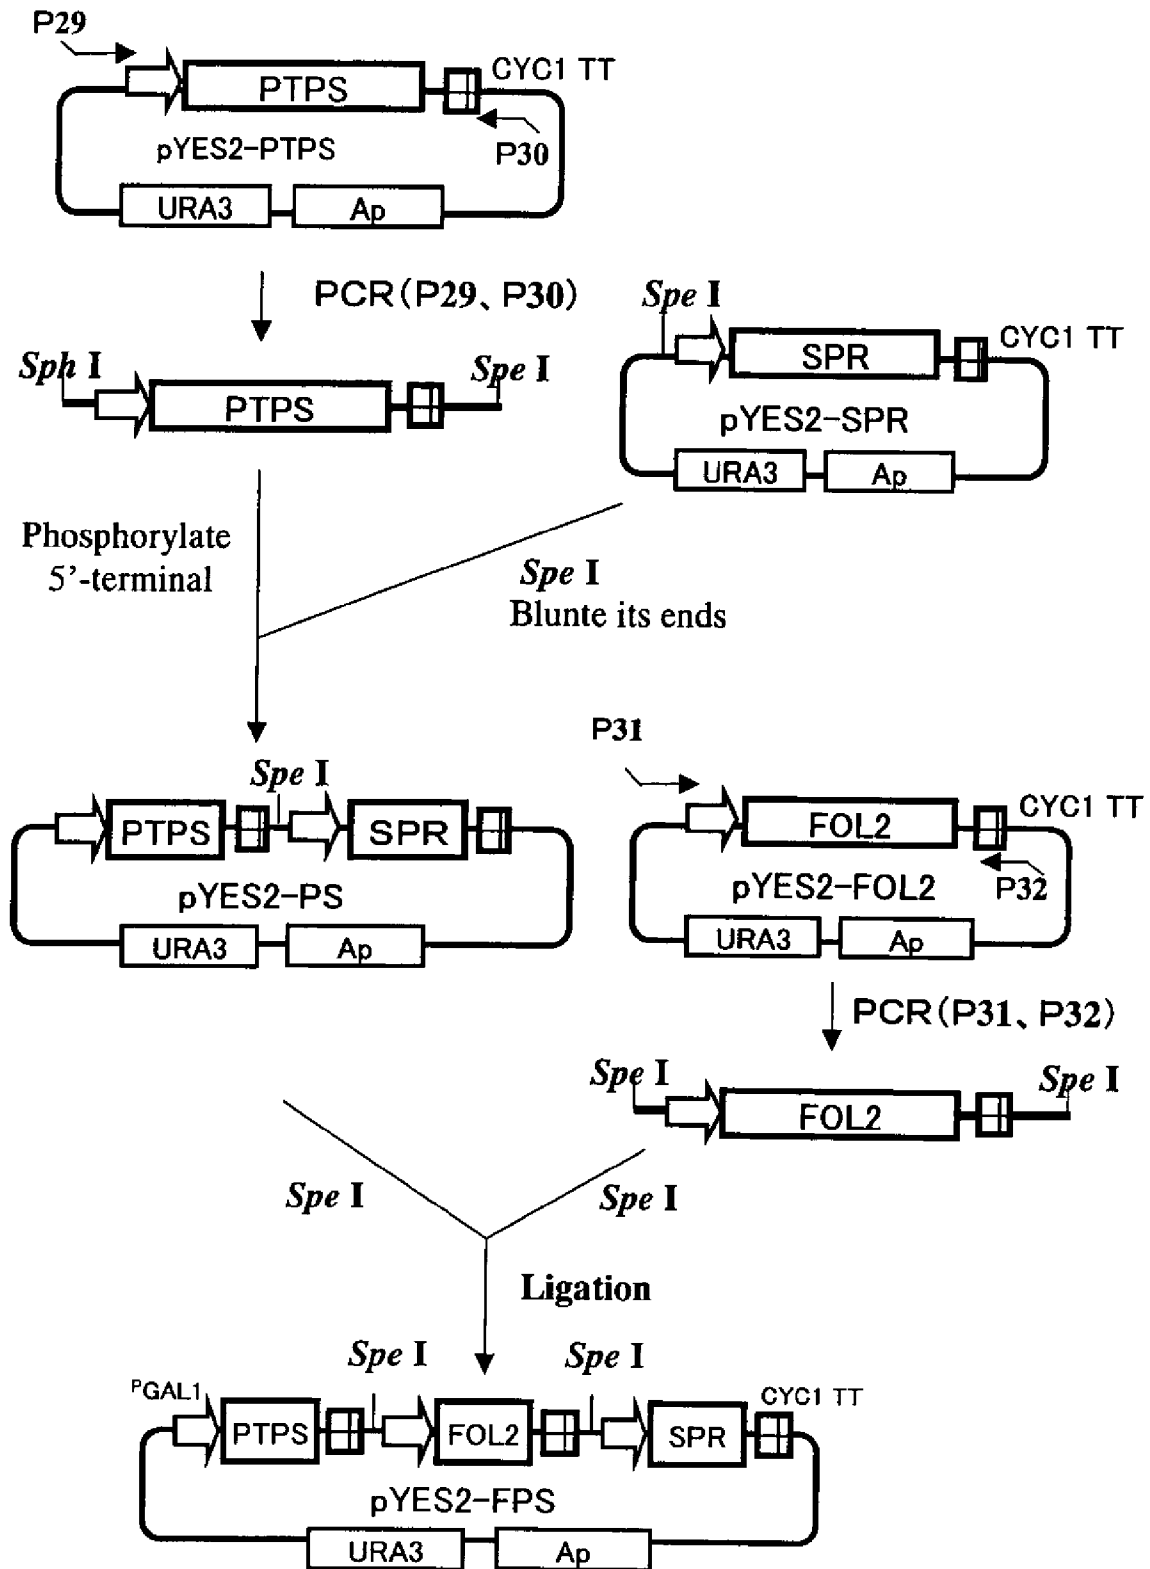 P29
CYC1 TT
PTPS
pYES2-PTPS
P30
URA3
Ap
PCR(P29、P30)
Spe I
CYC1 TT
SPR
Sph I
Spe I
PTPS
pYES2-SPR
URA3
Ap
Phosphorylate
5'-terminal
Spe I
Blunte its ends
P31
Spe I
CYC1 TT
PTPS
SPR
FOL2
pYES2-PS
pYES2-FOL2
P32
URA3
Ap
URA3
Ap
PCR(P31、P32)
Spe I
Spe I
FOL2
Spe I
Spe I
Ligation
Spe I
Spe I
PGAL1
CYC1 TT
PTPS
FOL2
SPR
pYES2-FPS
URA3
Ap